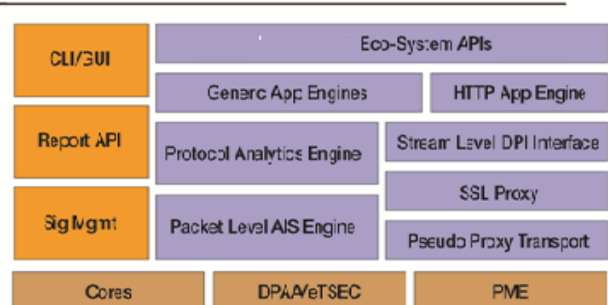 CLI/GUI
Eco-System APIs
Generic App Engines
HTTP App Engine
Report API
Protocol Analytics Engine
Stream Level DPI Interface
SSL Proxy
Sig Mgmt
Packet Level AIS Engine
Pseudo Proxy Transport
Cores
DPAA/eTSEC
PME